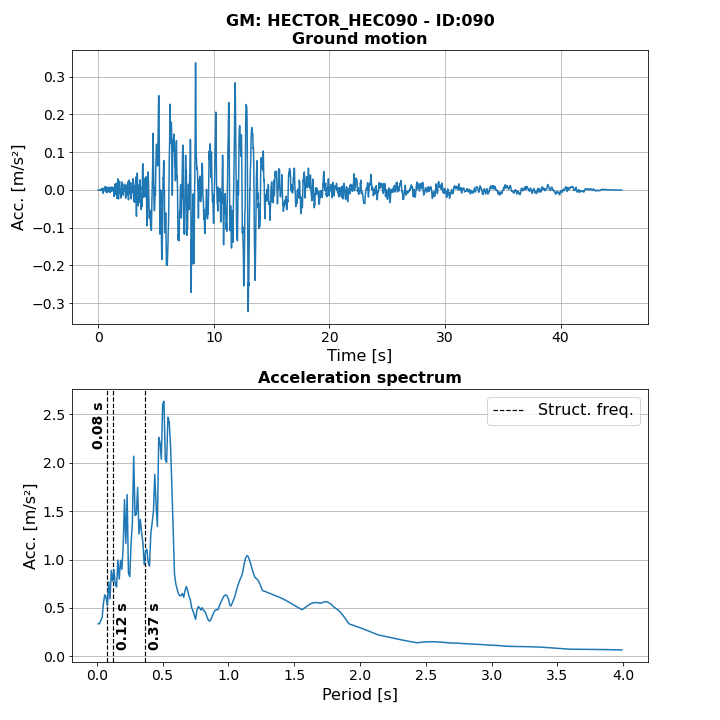 GM: HECTOR_HEC090 - ID:090
Ground motion
0.3
0.2
0.1
0.0
−0.1
−0.2
−0.3
Acc. [m/s²]
0
10
20
30
40
Time [s]
Acceleration spectrum
2.5
2.0
1.5
1.0
0.5
0.0
Acc. [m/s²]
0.08 s
0.12 s
0.37 s
Struct. freq.
0.0
0.5
1.0
1.5
2.0
2.5
3.0
3.5
4.0
Period [s]